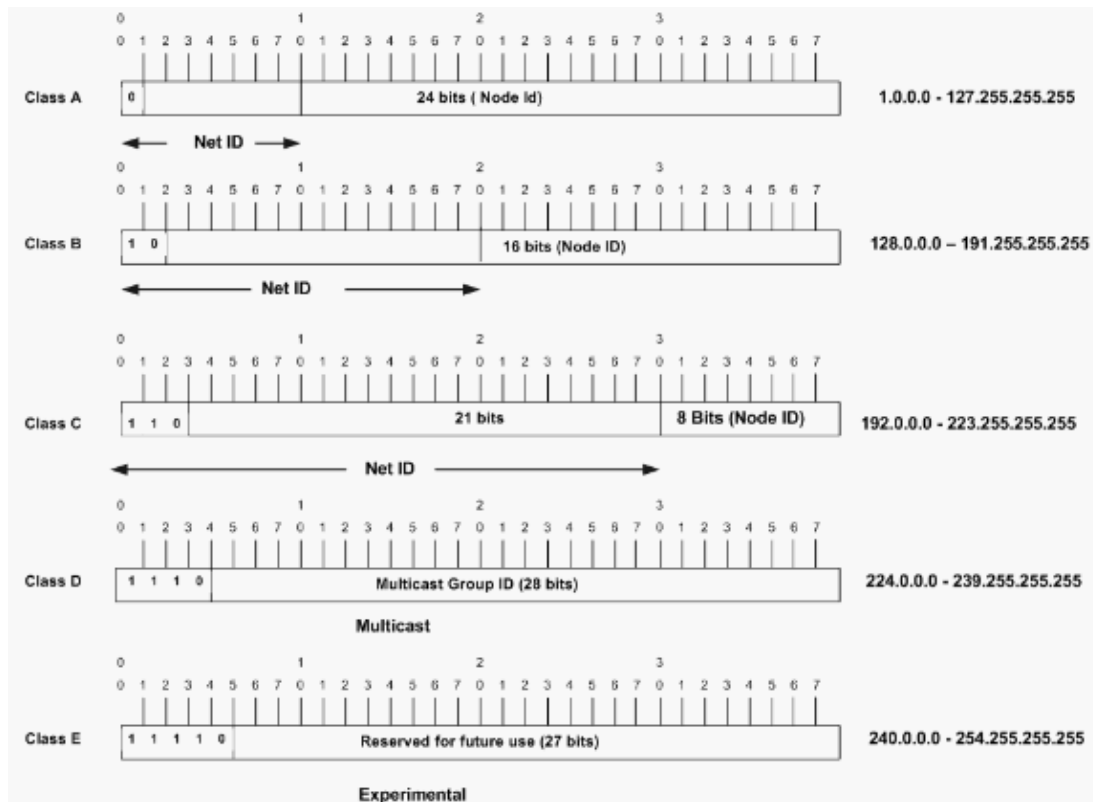 0 1 2 3
0 1 2 3 4 5 6 7 0 1 2 3 4 5 6 7 0 1 2 3 4 5 6 7 0 1 2 3 4 5 6 7
Class A 0 24 bits ( Node Id) 1.0.0.0 - 127.255.255.255
Net ID
0 1 2 3
0 1 2 3 4 5 6 7 0 1 2 3 4 5 6 7 0 1 2 3 4 5 6 7 0 1 2 3 4 5 6 7
Class B 1 0 16 bits (Node ID) 128.0.0.0 – 191.255.255.255
Net ID
0 1 2 3
0 1 2 3 4 5 6 7 0 1 2 3 4 5 6 7 0 1 2 3 4 5 6 7 0 1 2 3 4 5 6 7
Class C 1 1 0 21 bits 8 Bits (Node ID) 192.0.0.0 - 223.255.255.255
Net ID
0 1 2 3
0 1 2 3 4 5 6 7 0 1 2 3 4 5 6 7 0 1 2 3 4 5 6 7 0 1 2 3 4 5 6 7
Class D 1 1 1 0 Multicast Group ID (28 bits) 224.0.0.0 - 239.255.255.255
Multicast
0 1 2 3
0 1 2 3 4 5 6 7 0 1 2 3 4 5 6 7 0 1 2 3 4 5 6 7 0 1 2 3 4 5 6 7
Class E 1 1 1 1 0 Reserved for future use (27 bits) 240.0.0.0 - 254.255.255.255
Experimental